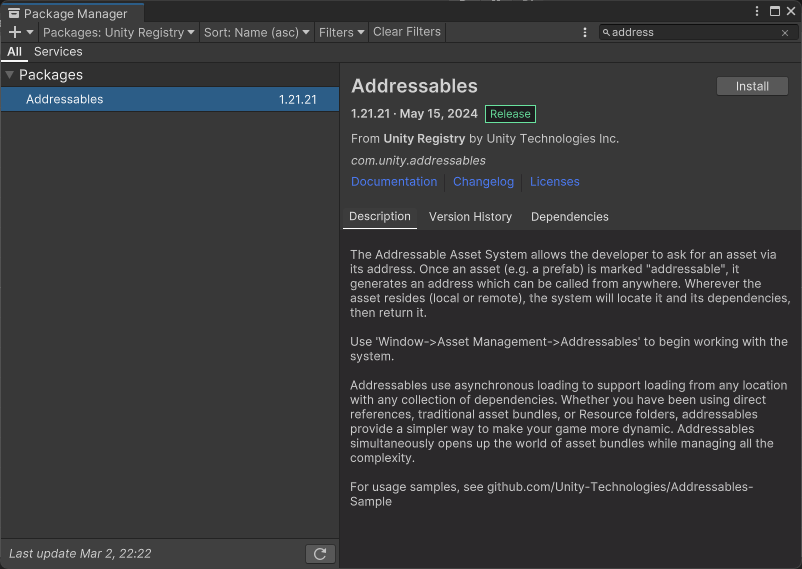 Package Manager
Packages: Unity Registry Sort: Name (asc) Filters Clear Filters address
All Services
Packages
Addressables 1.21.21
Last update Mar 2, 22:22
Addressables Install
1.21.21 · May 15, 2024 Release
From Unity Registry by Unity Technologies Inc.
com.unity.addressables
Documentation Changelog Licenses
Description Version History Dependencies
The Addressable Asset System allows the developer to ask for an asset via
its address. Once an asset (e.g. a prefab) is marked "addressable", it
generates an address which can be called from anywhere. Wherever the
asset resides (local or remote), the system will locate it and its dependencies,
then return it.
Use 'Window->Asset Management->Addressables' to begin working with the
system.
Addressables use asynchronous loading to support loading from any location
with any collection of dependencies. Whether you have been using direct
references, traditional asset bundles, or Resource folders, addressables
provide a simpler way to make your game more dynamic. Addressables
simultaneously opens up the world of asset bundles while managing all the
complexity.
For usage samples, see github.com/Unity-Technologies/Addressables-
Sample